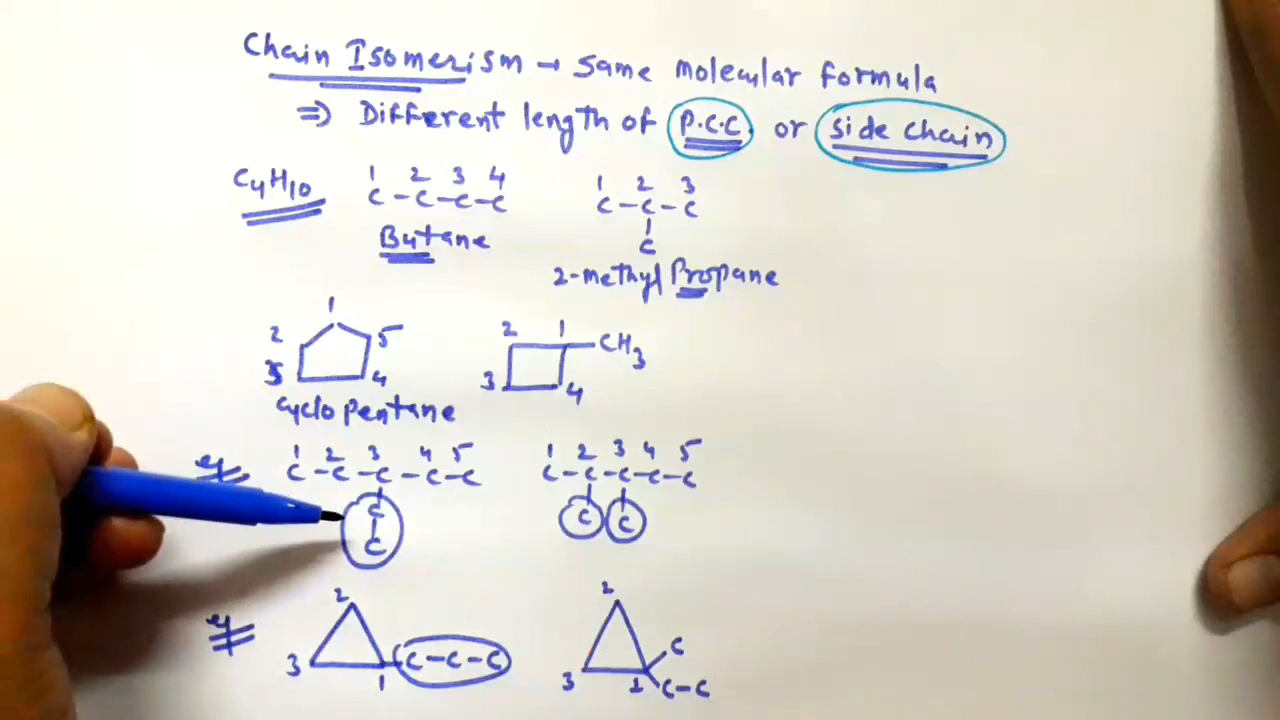 Chain Isomerism → Same molecular formula
⇒ Different length of P.C.C. or side chain
C4H10
1 2 3 4
C-C-C-C
Butane
1 2 3
C-C-C
C
2-methyl Propane
1
2 5
3 4
Cyclo Pentane
2 1 CH3
3 4
eg 1 2 3 4 5
C-C-C-C-C
C
C
1 2 3 4 5
C-C-C-C-C
C C
eg 2
3 1 C-C-C
2
C
3 1 C-C